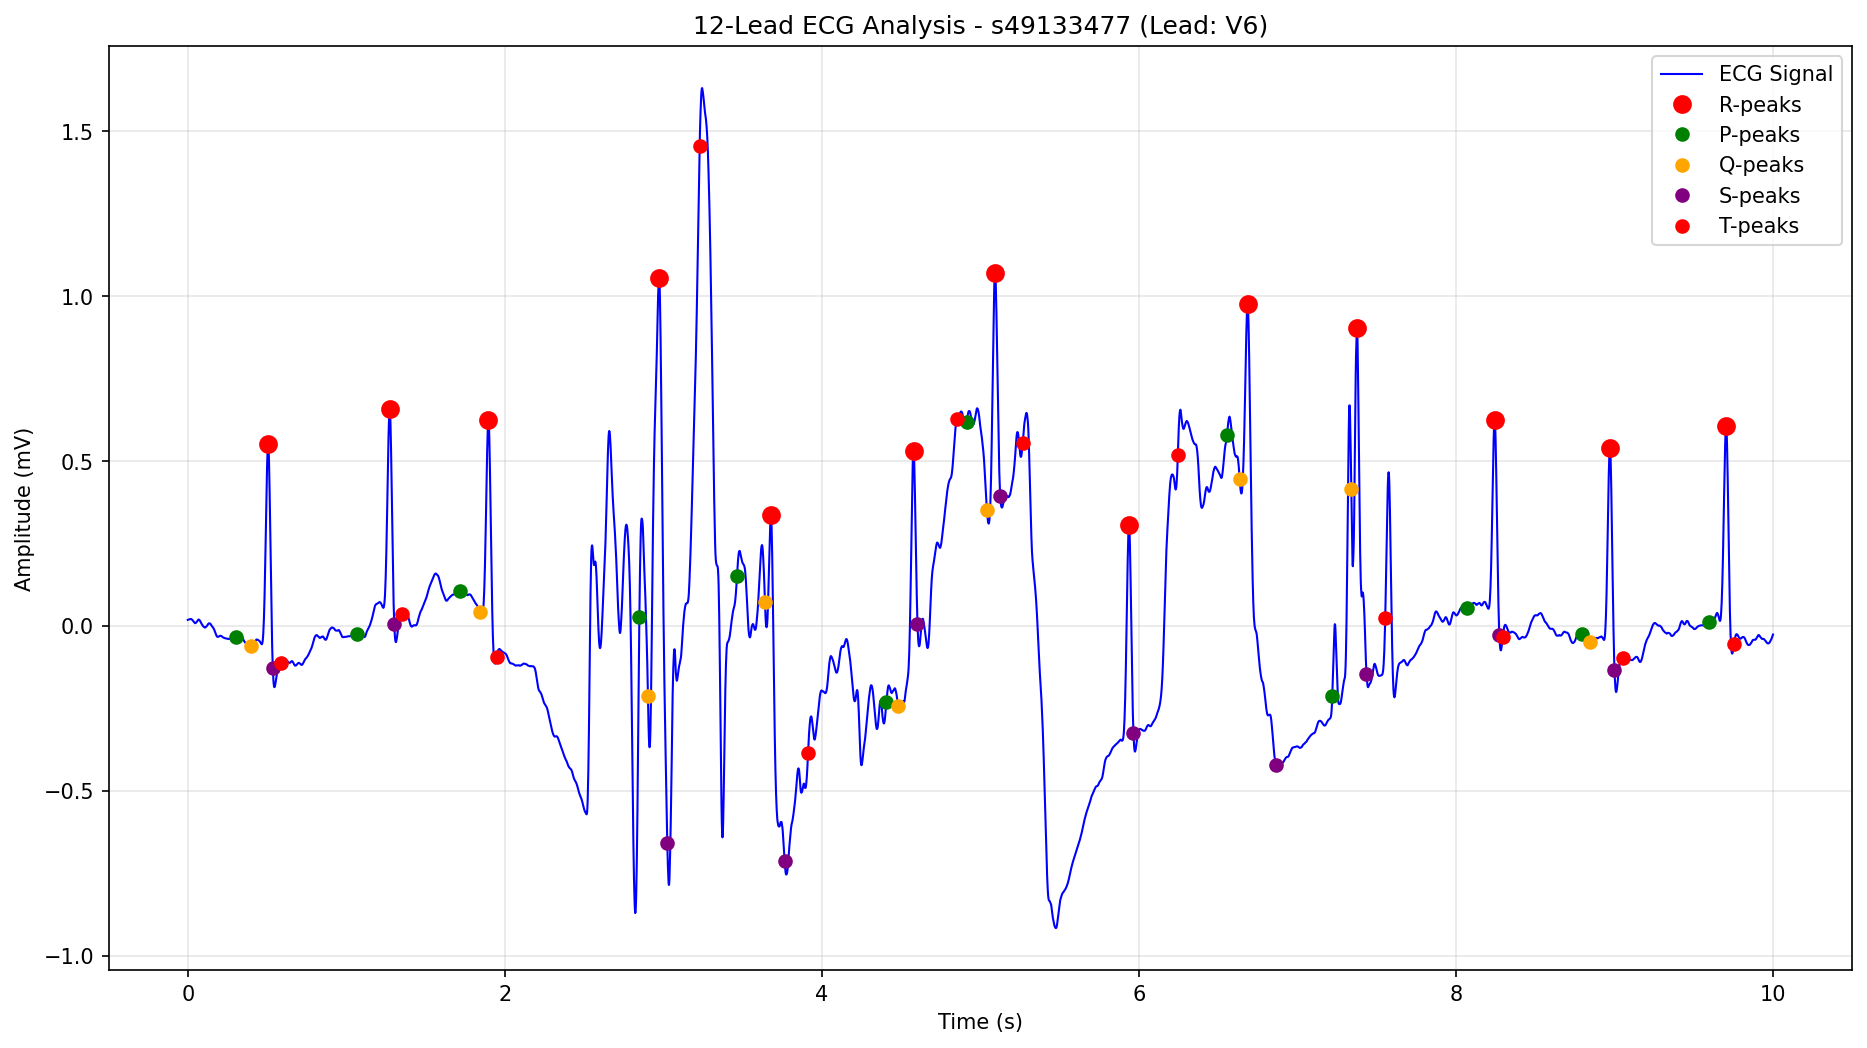 12-Lead ECG Analysis - s49133477 (Lead: V6)
ECG Signal
R-peaks
P-peaks
Q-peaks
S-peaks
T-peaks
Amplitude (mV)
1.5
1.0
0.5
0.0
−0.5
−1.0
0 2 4 6 8 10
Time (s)